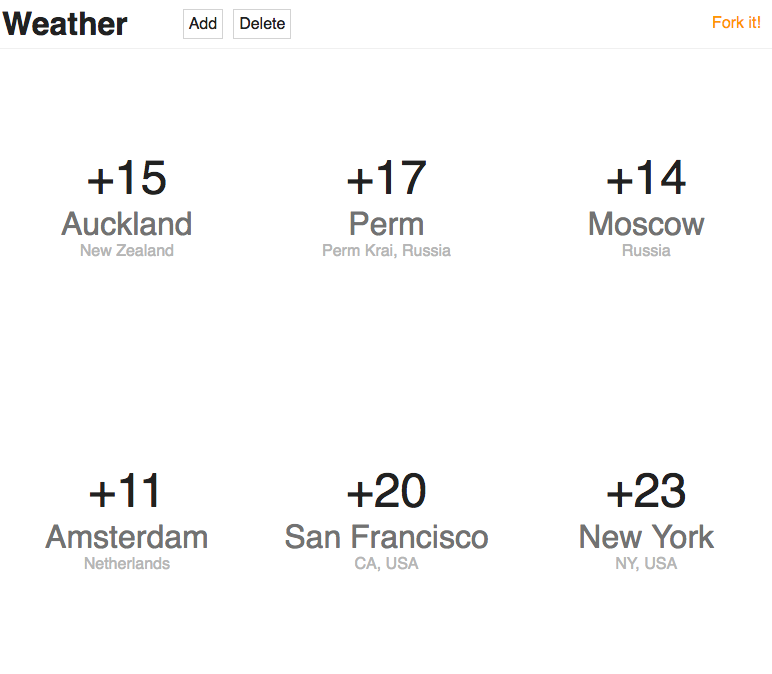 Weather Add Delete Fork it!
+15 +17 +14
Auckland Perm Moscow
New Zealand Perm Krai, Russia Russia
+11 +20 +23
Amsterdam San Francisco New York
Netherlands CA, USA NY, USA